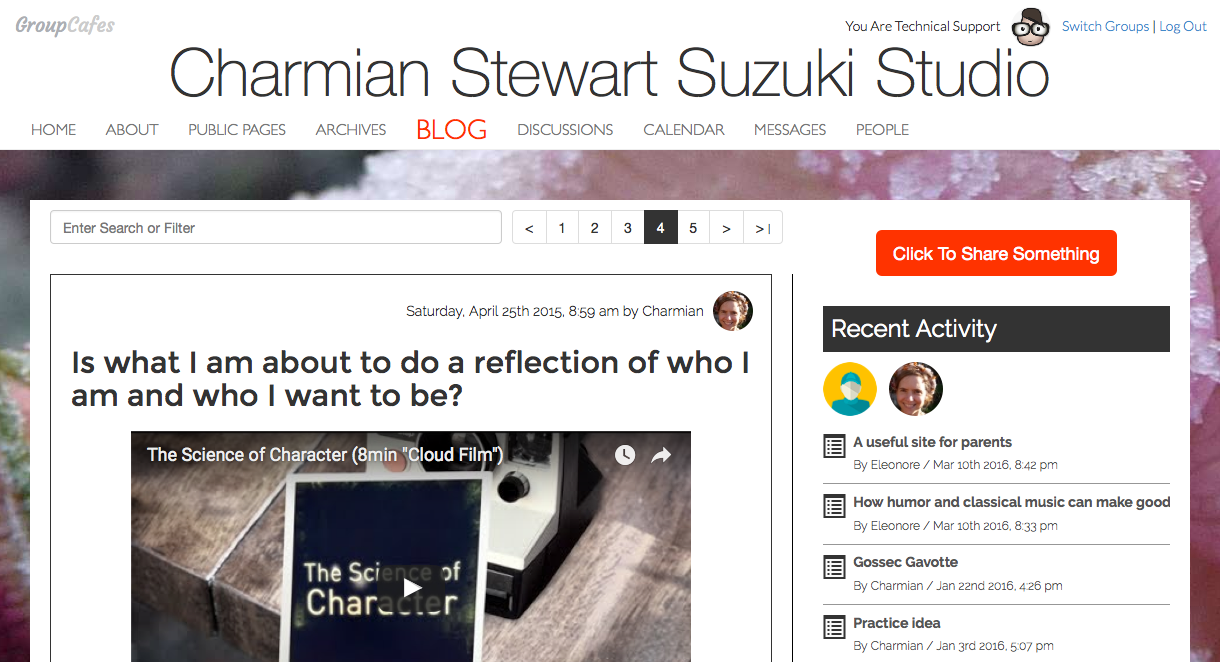 GroupCafes
You Are Technical Support
Switch Groups | Log Out
Charmian Stewart Suzuki Studio
HOME ABOUT PUBLIC PAGES ARCHIVES BLOG DISCUSSIONS CALENDAR MESSAGES PEOPLE
Enter Search or Filter
< 1 2 3 4 5 > >|
Click To Share Something
Saturday, April 25th 2015, 8:59 am by Charmian
Is what I am about to do a reflection of who I
am and who I want to be?
The Science of Character (8min "Cloud Film")
The Science of
Character
Recent Activity
A useful site for parents
By Eleonore / Mar 10th 2016, 8:42 pm
How humor and classical music can make good
By Eleonore / Mar 10th 2016, 8:33 pm
Gossec Gavotte
By Charmian / Jan 22nd 2016, 4:26 pm
Practice idea
By Charmian / Jan 3rd 2016, 5:07 pm